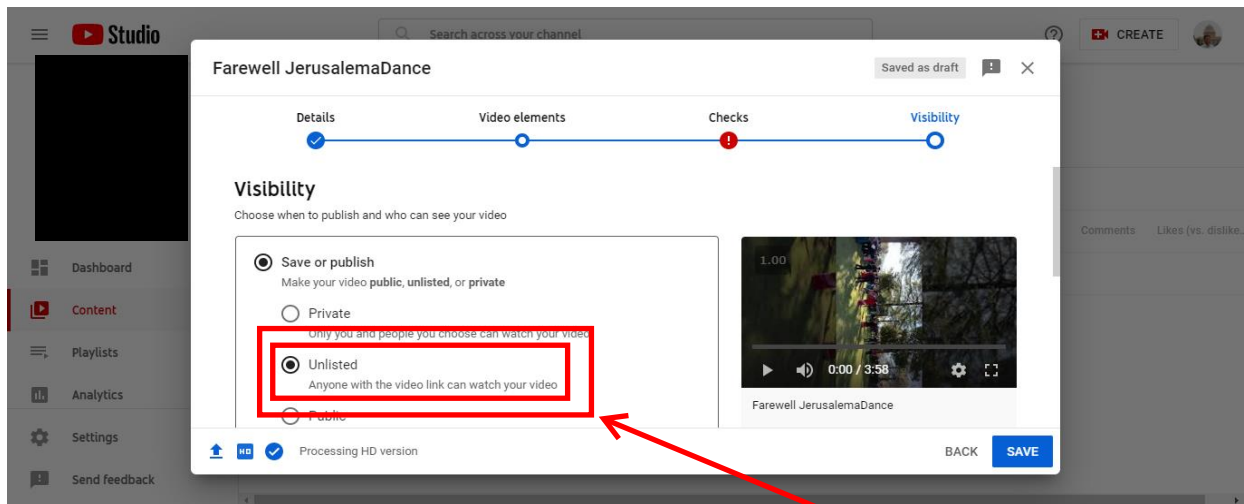 Studio
Search across your channel
CREATE
Farewell JerusalemaDance
Saved as draft
Details
Video elements
Checks
Visibility
Visibility
Choose when to publish and who can see your video
Save or publish
Make your video public, unlisted, or private
Private
Only you and people you choose can watch your video
Unlisted
Anyone with the video link can watch your video
Public
1.00
0:00 / 3:58
Farewell JerusalemaDance
HD
Processing HD version
BACK
SAVE
Comments
Likes (vs. dislike..
Dashboard
Content
Playlists
Analytics
Settings
Send feedback